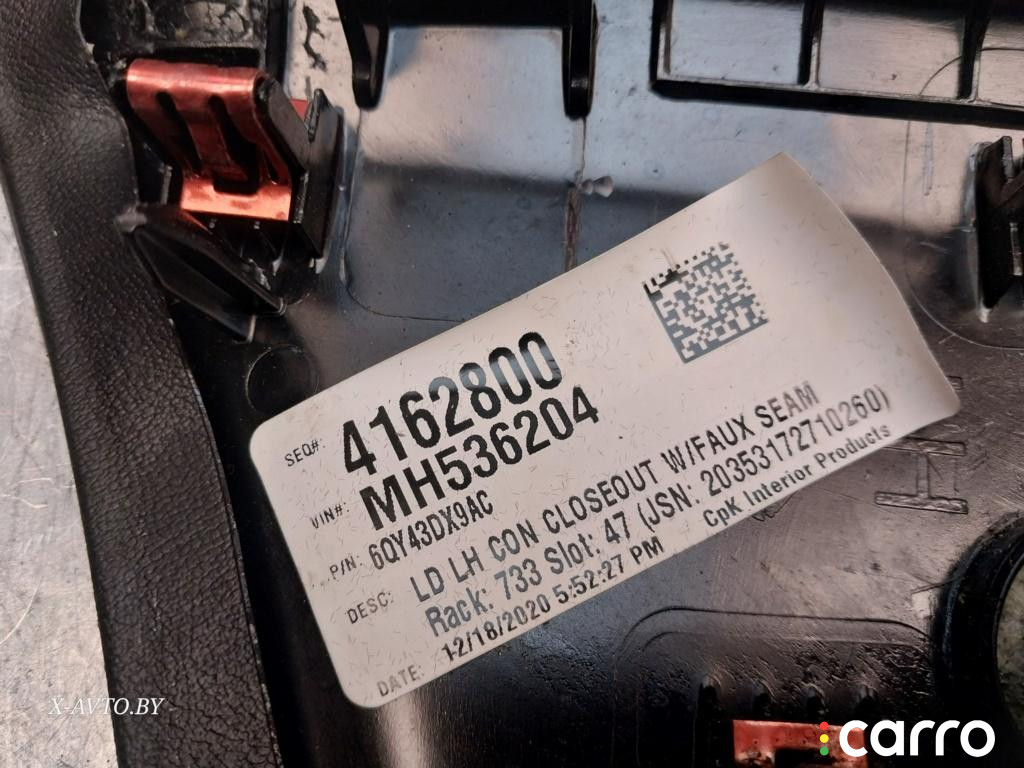 SEQ#: 4162800
VIN#: MH536204
P/N: 6QY43DX9AC
DESC: LD LH CON CLOSEOUT W/FAUX SEAM
Rack: 733 Slot: 47 (JSN: 20353172710260)
DATE: 12/18/2020 5:52:27 PM
CpK Interior Products
X-AVTO.BY
carro